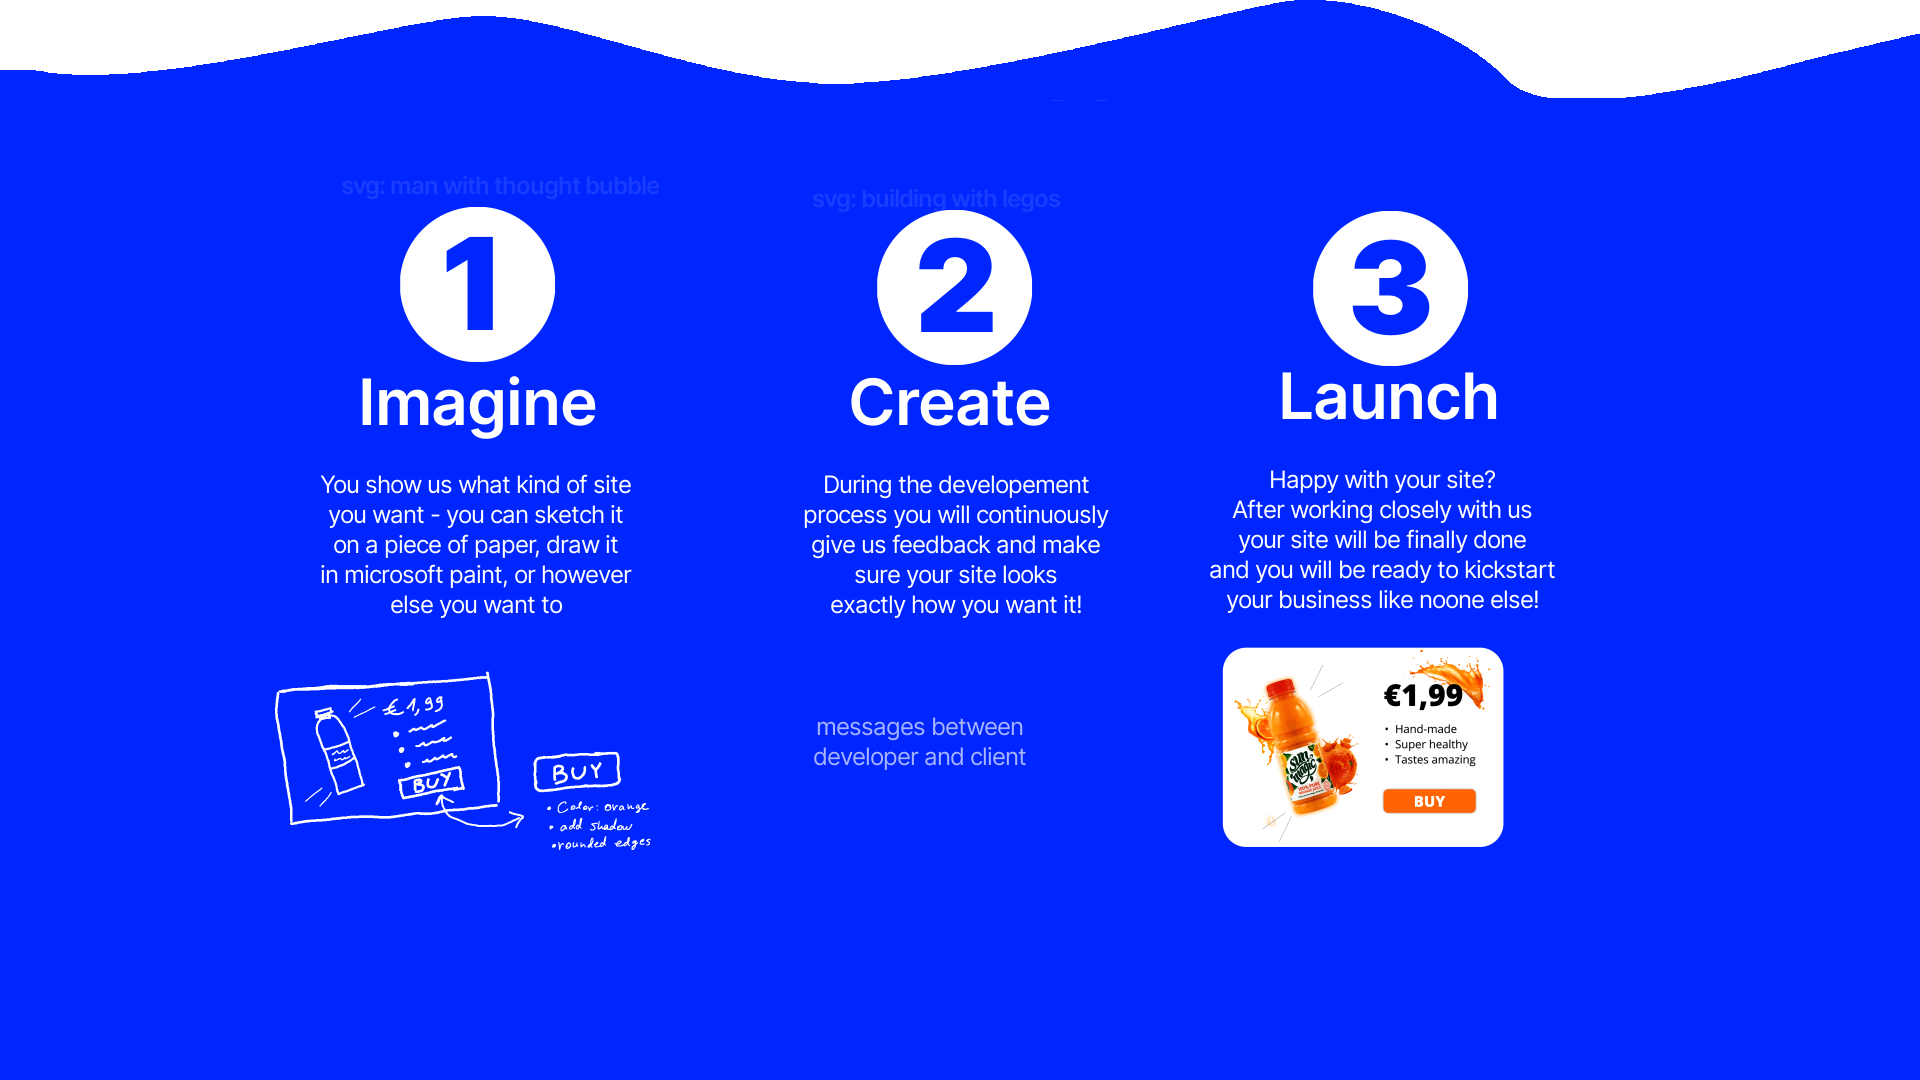 svg: man with thought bubble
1
Imagine
You show us what kind of site
you want - you can sketch it
on a piece of paper, draw it
in microsoft paint, or however
else you want to
€1,99
BUY
BUY
• Color: orange
• add shadow
• rounded edges
svg: building with legos
2
Create
During the developement
process you will continuously
give us feedback and make
sure your site looks
exactly how you want it!
messages between
developer and client
3
Launch
Happy with your site?
After working closely with us
your site will be finally done
and you will be ready to kickstart
your business like noone else!
€1,99
• Hand-made
• Super healthy
• Tastes amazing
BUY